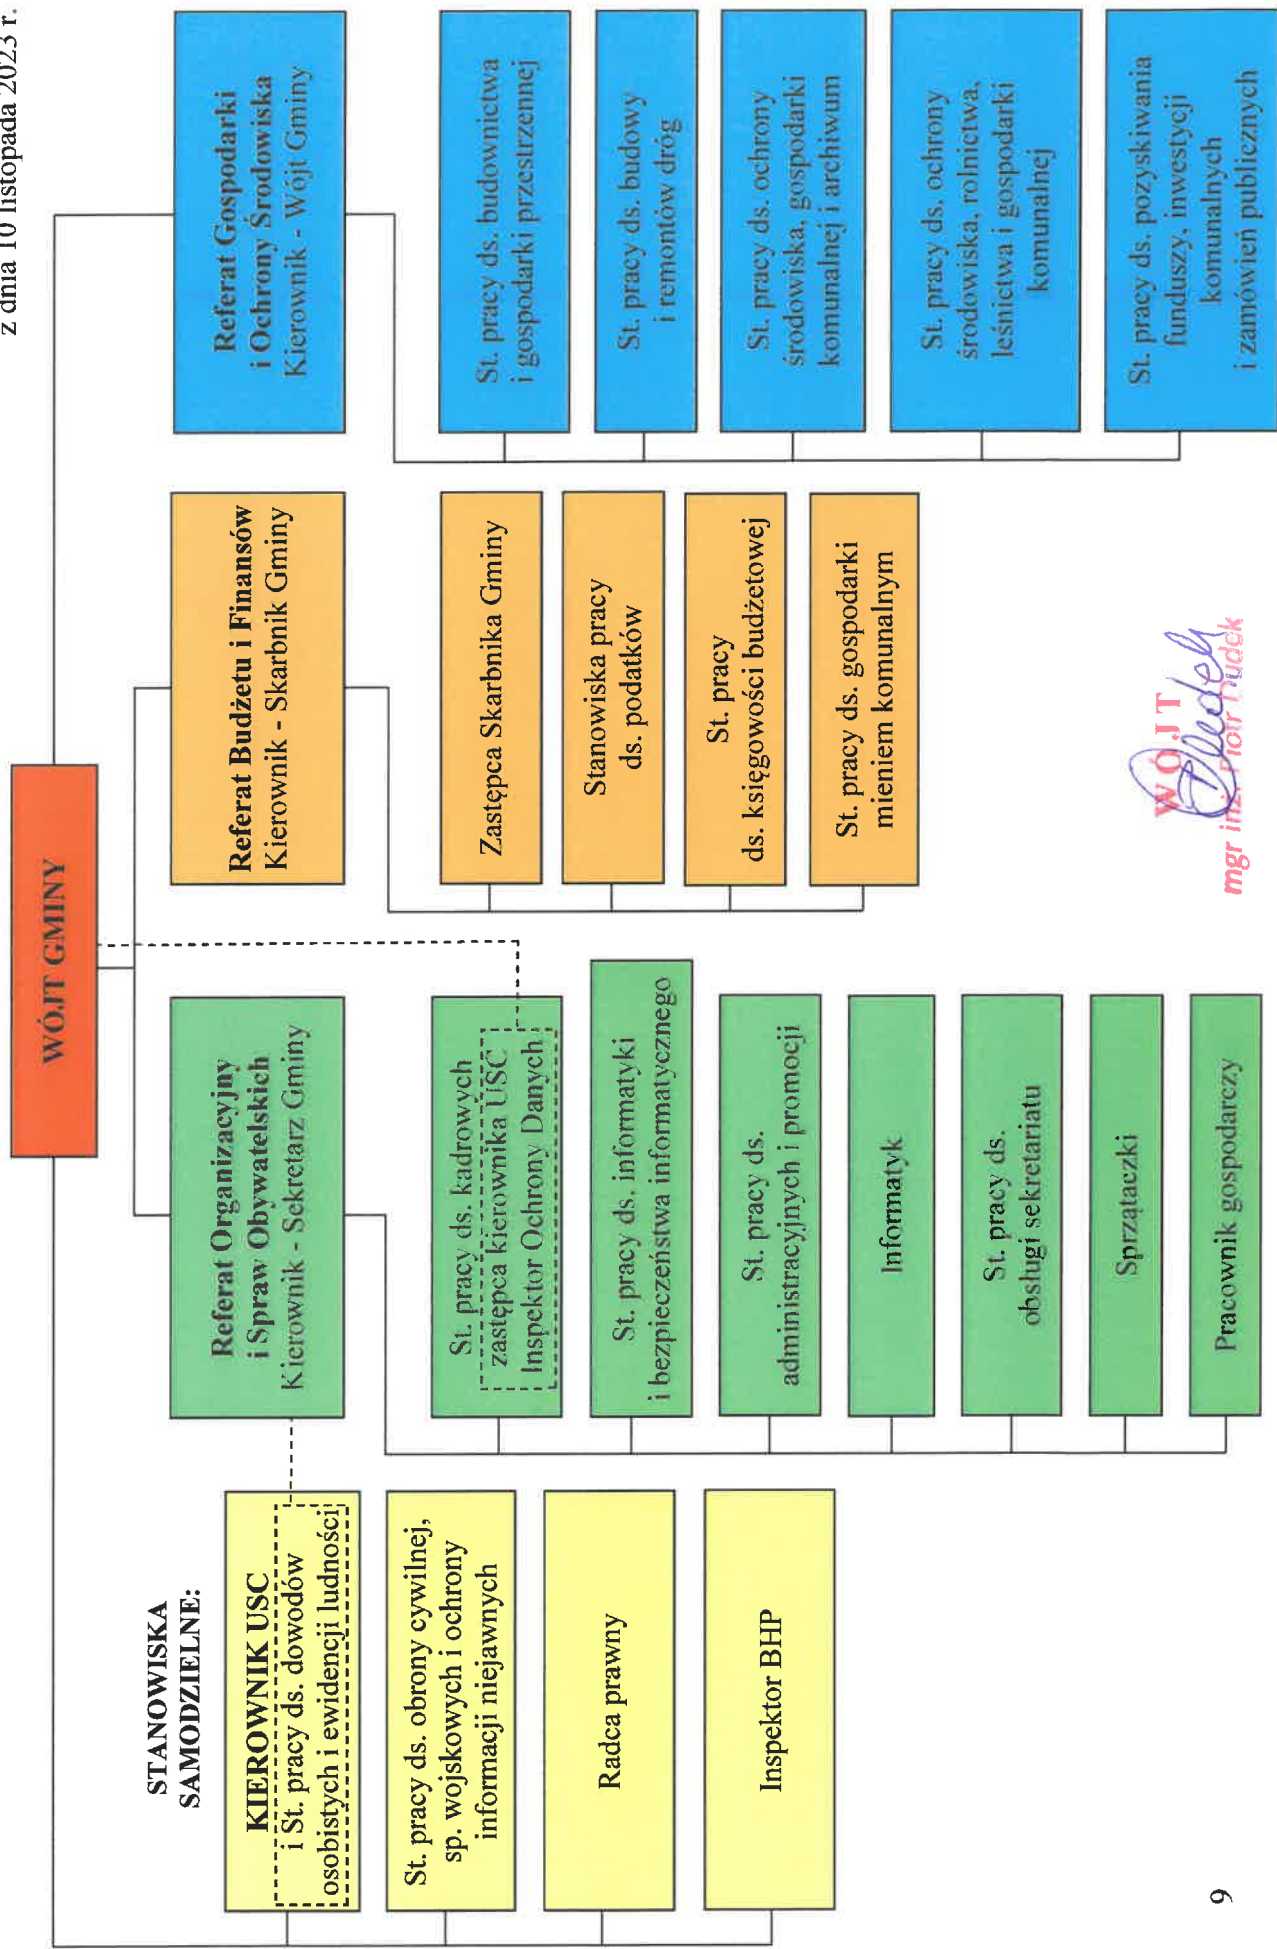 z dnia 10 listopada 2023 r.
WÓJT GMINY
STANOWISKA
SAMODZIELNE:
KIEROWNIK USC
i St. pracy ds. dowodów
osobistych i ewidencji ludności
St. pracy ds. obrony cywilnej,
sp. wojskowych i ochrony
informacji niejawnych
Radca prawny
Inspektor BHP
Referat Organizacyjny
i Spraw Obywatelskich
Kierownik - Sekretarz Gminy
St. pracy ds. kadrowych
zastępca kierownika USC
Inspektor Ochrony Danych
St. pracy ds. informatyki
i bezpieczeństwa informatycznego
St. pracy ds.
administracyjnych i promocji
Informatyk
St. pracy ds.
obsługi sekretariatu
Sprzątaczki
Pracownik gospodarczy
Referat Budżetu i Finansów
Kierownik - Skarbnik Gminy
Zastępca Skarbnika Gminy
Stanowiska pracy
ds. podatków
St. pracy
ds. księgowości budżetowej
St. pracy ds. gospodarki
mieniem komunalnym
Referat Gospodarki
i Ochrony Środowiska
Kierownik - Wójt Gminy
St. pracy ds. budownictwa
i gospodarki przestrzennej
St. pracy ds. budowy
i remontów dróg
St. pracy ds. ochrony
środowiska, gospodarki
komunalnej i archiwum
St. pracy ds. ochrony
środowiska, rolnictwa,
leśnictwa i gospodarki
komunalnej
St. pracy ds. pozyskiwania
funduszy, inwestycji
komunalnych
i zamówień publicznych
WÓJT
mgr inż. Piotr Dudek
9